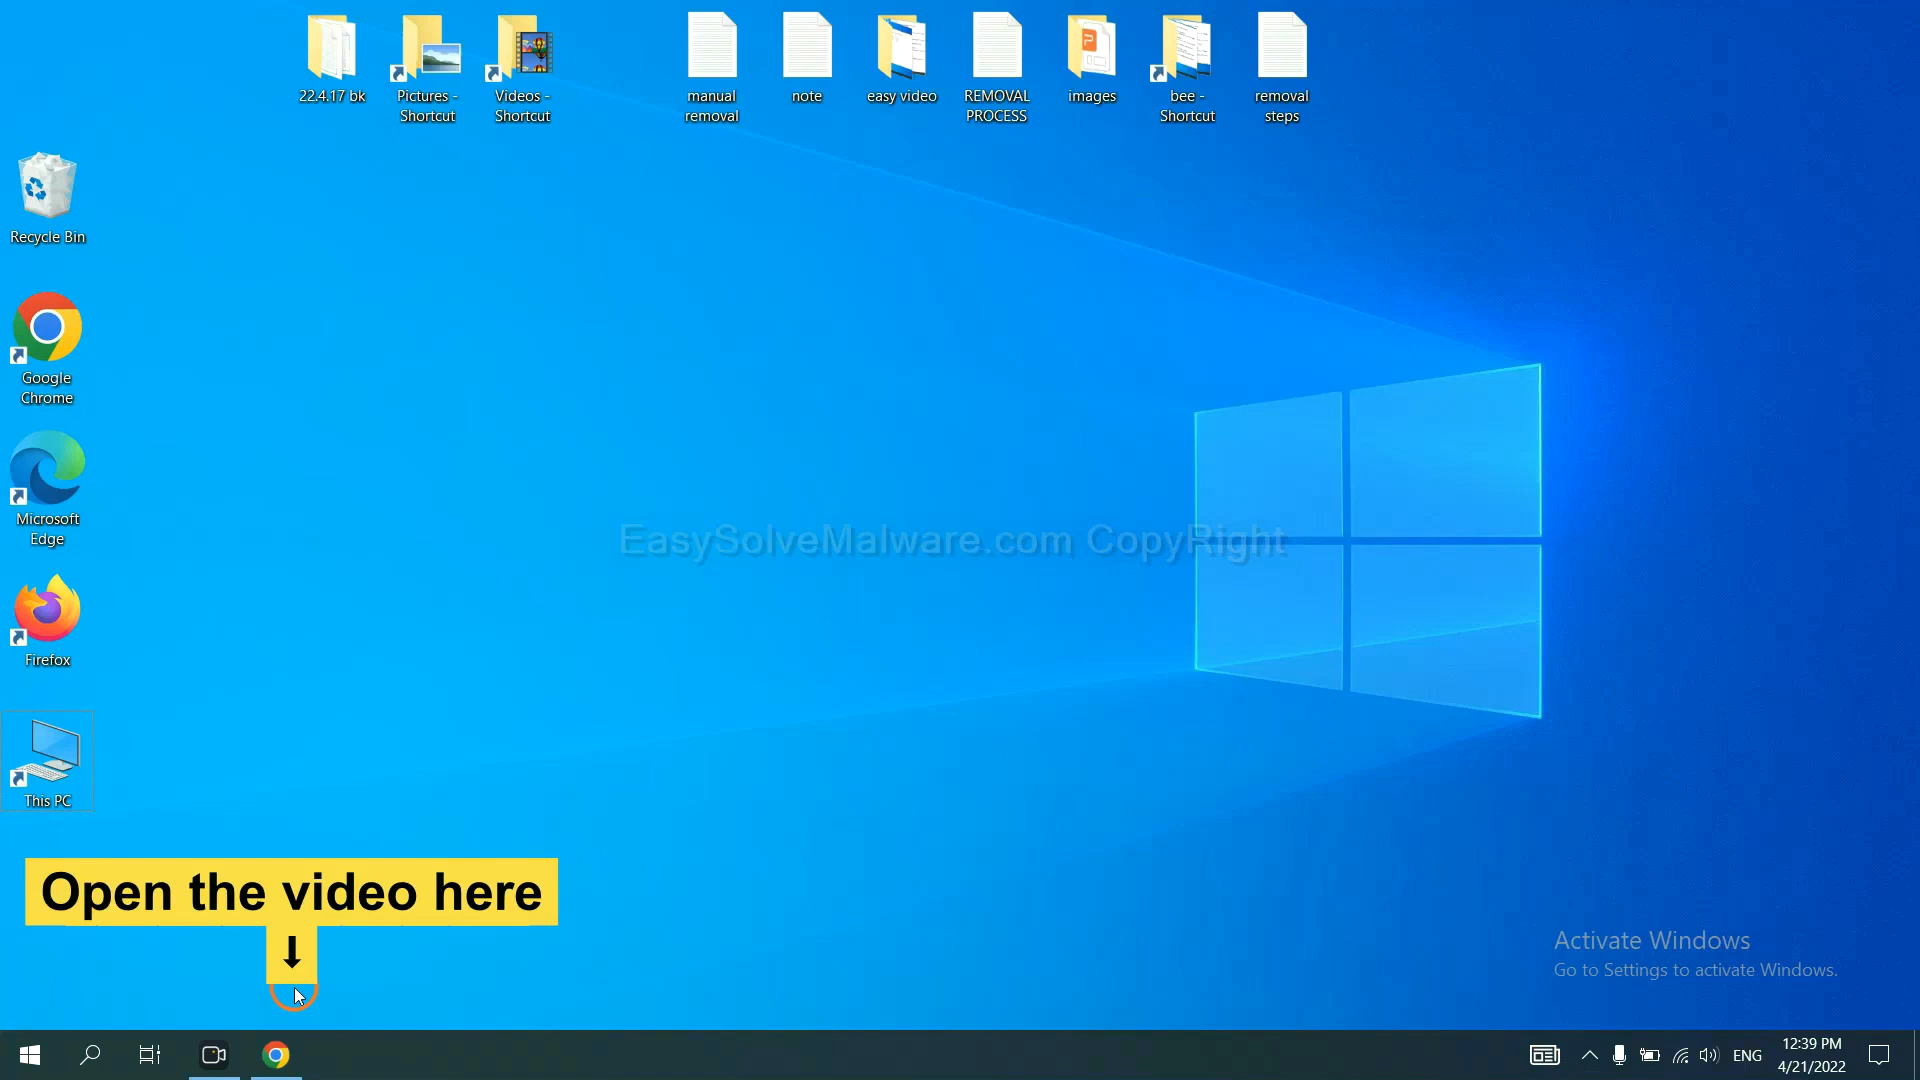 22.4.17 bk
Pictures -
Shortcut
Videos -
Shortcut
manual
removal
note
easy video
REMOVAL
PROCESS
images
bee -
Shortcut
removal
steps
Recycle Bin
Google
Chrome
Microsoft
Edge
Firefox
This PC
EasySolveMalware.com CopyRight
Open the video here
Activate Windows
Go to Settings to activate Windows.
ENG
12:39 PM
4/21/2022